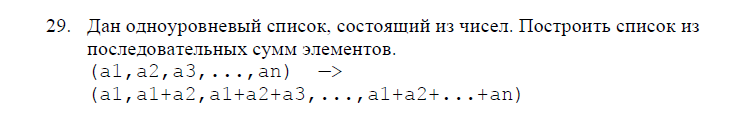 29. Дан одноуровневый список, состоящий из чисел. Построить список из
последовательных сумм элементов.
(a1,a2,a3,...,an) —>
(a1,a1+a2,a1+a2+a3,...,a1+a2+...+an)